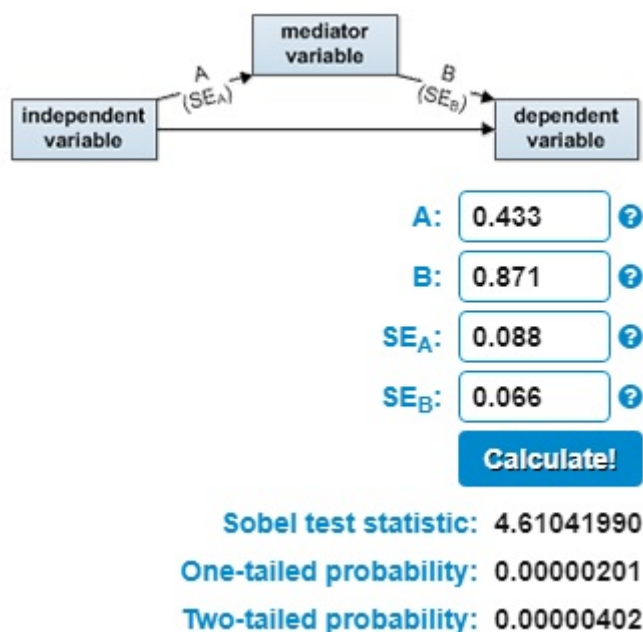 mediator
variable
A
(SEA)
B
(SEB)
independent
variable
dependent
variable
A: 0.433 ?
B: 0.871 ?
SEA: 0.088 ?
SEB: 0.066 ?
Calculate!
Sobel test statistic: 4.61041990
One-tailed probability: 0.00000201
Two-tailed probability: 0.00000402